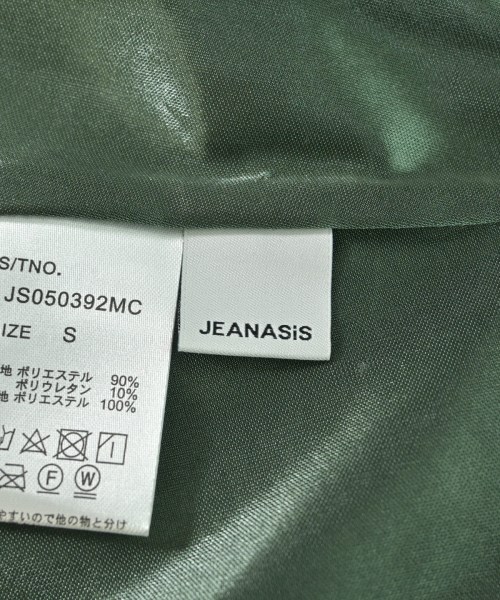 S/TNO.
JS050392MC
IZE S
地 ポリエステル 90%
ポリウレタン 10%
地 ポリエステル 100%
F W
やすいので他の物と分け
JEANASiS